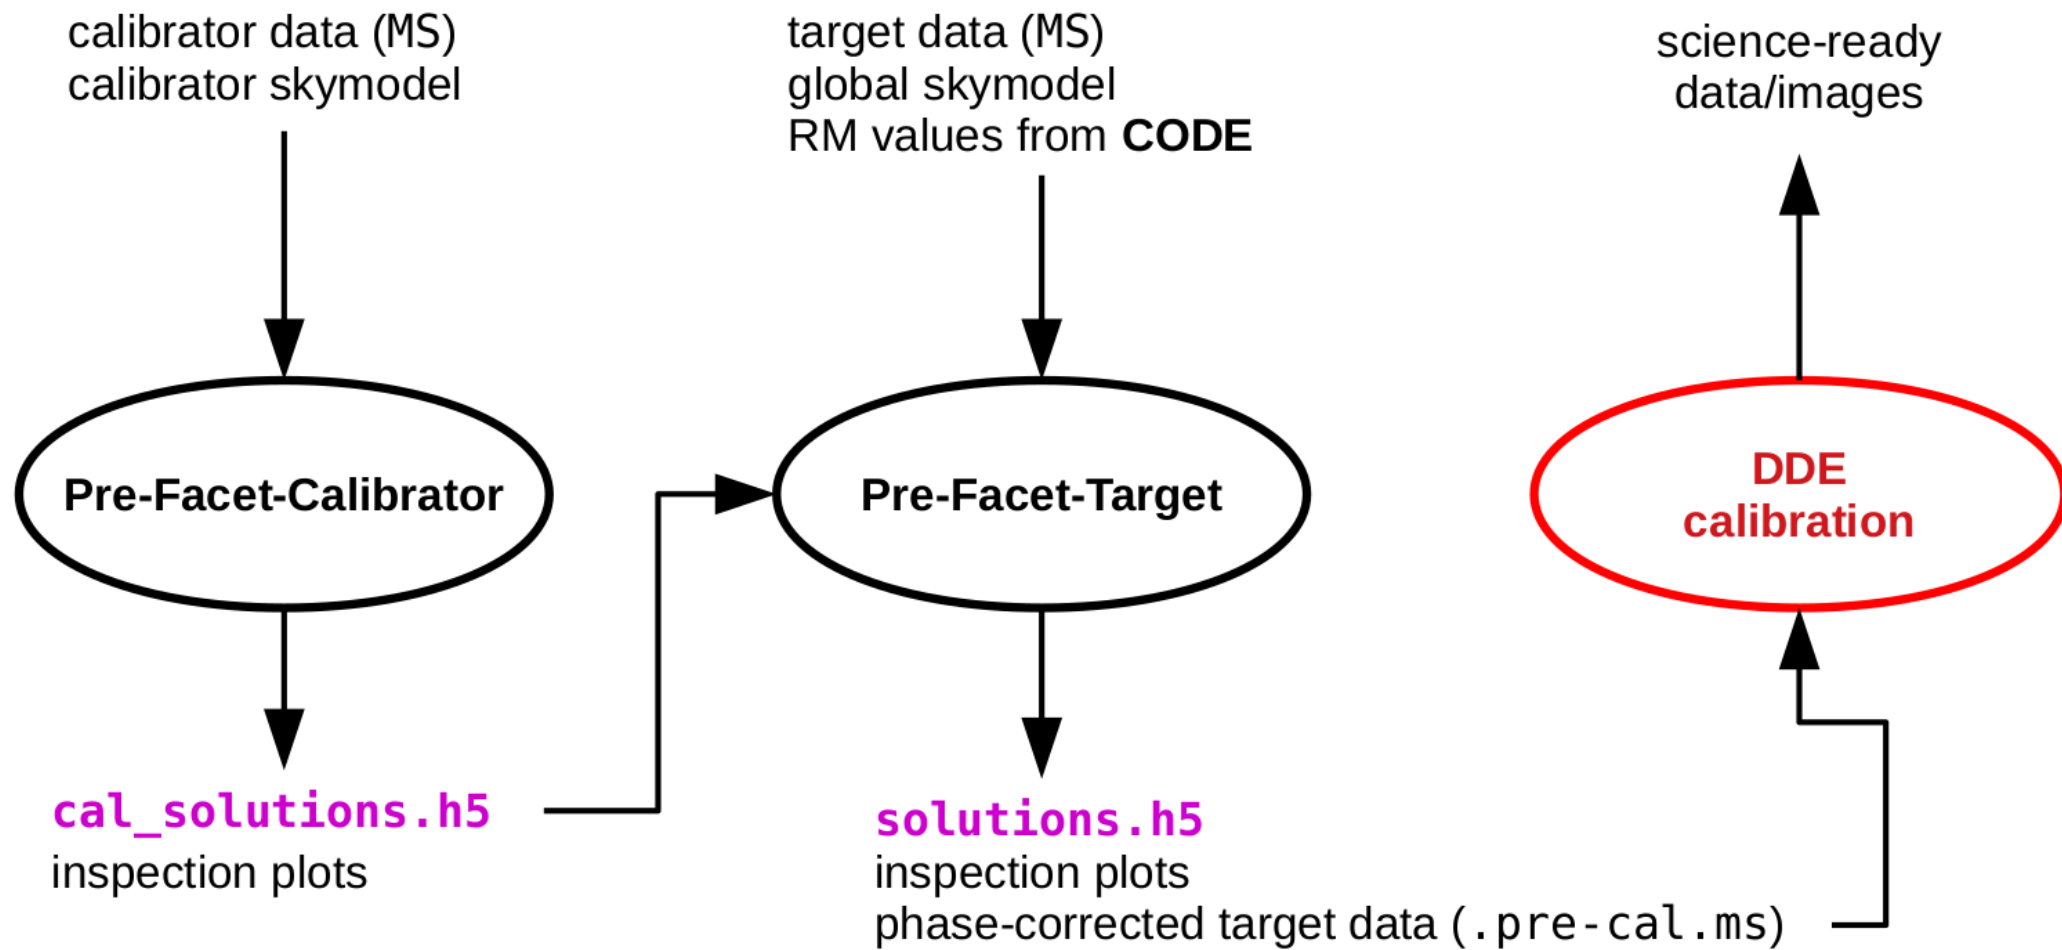 calibrator data (MS)
calibrator skymodel
target data (MS)
global skymodel
RM values from CODE
science-ready
data/images
Pre-Facet-Calibrator
Pre-Facet-Target
DDE
calibration
cal_solutions.h5
inspection plots
solutions.h5
inspection plots
phase-corrected target data (.pre-cal.ms)